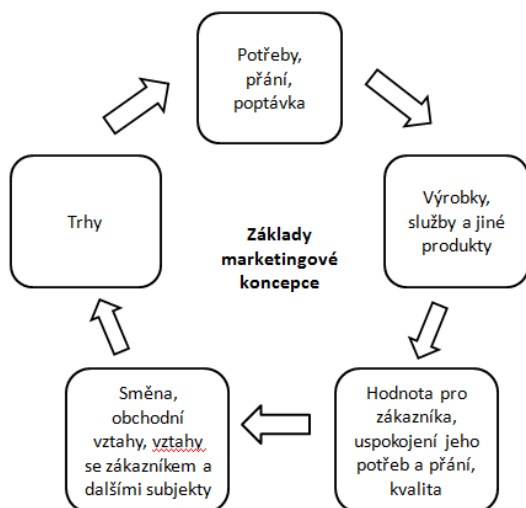 Potřeby,
přání,
poptávka
Výrobky,
služby a jiné
produkty
Hodnota pro
zákazníka,
uspokojení jeho
potřeb a přání,
kvalita
Směna,
obchodní
vztahy, vztahy
se zákazníkem a
dalšími subjekty
Trhy
Základy
marketingové
koncepce